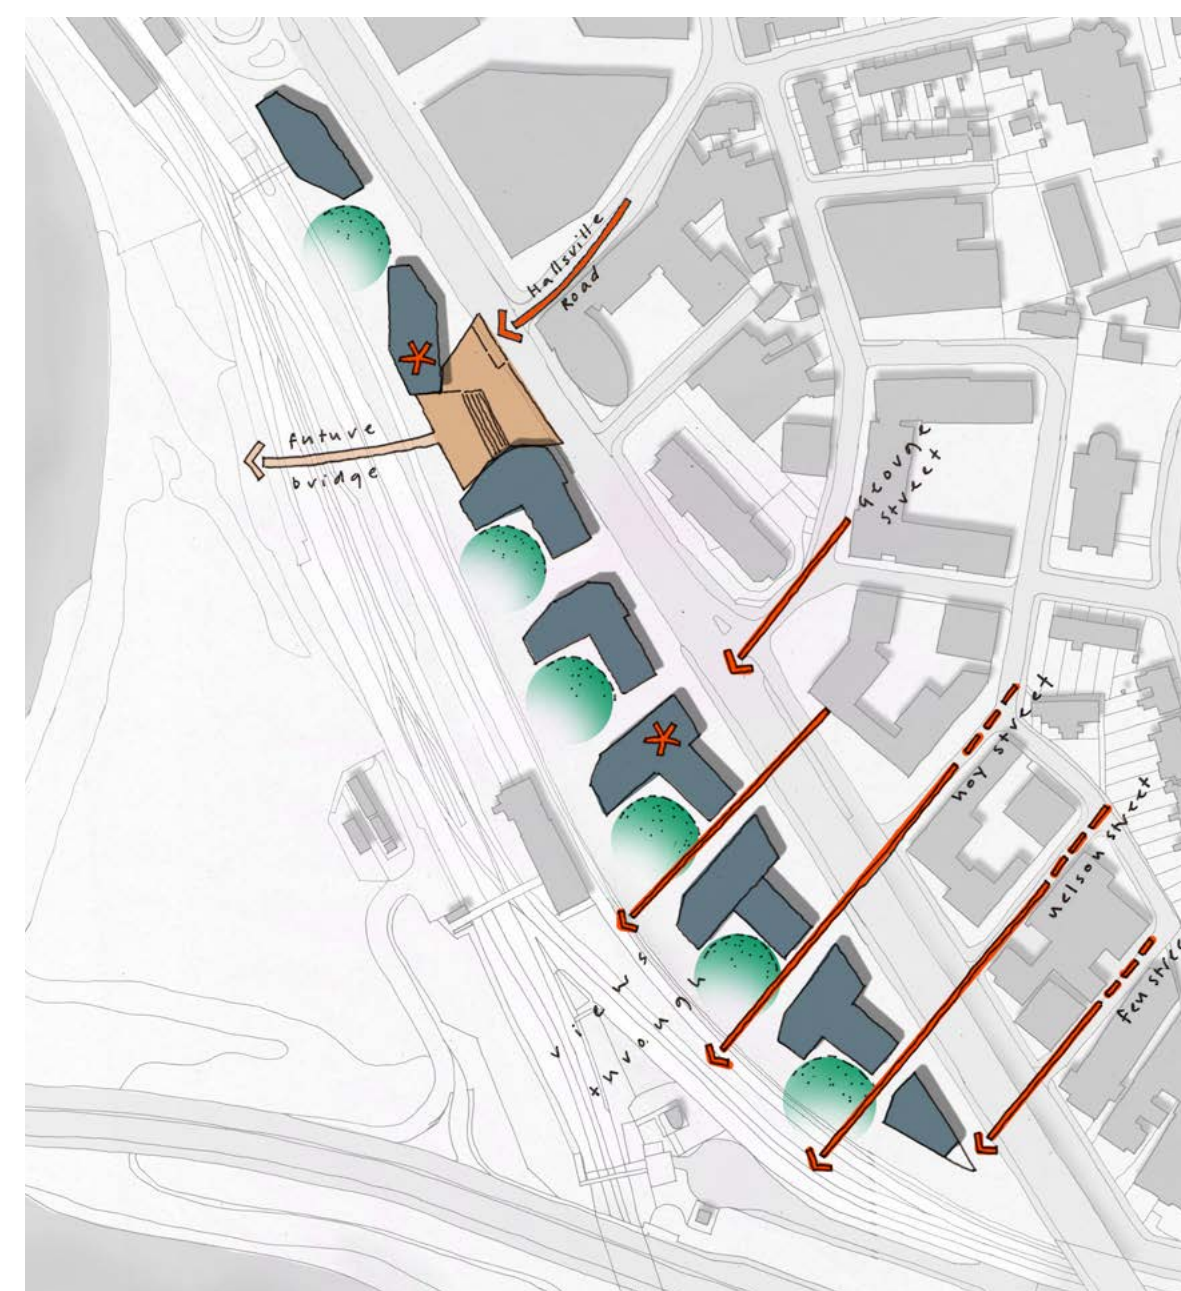 Hallsville
Road
future
bridge
George
street
hoy street
nelson street
views
through